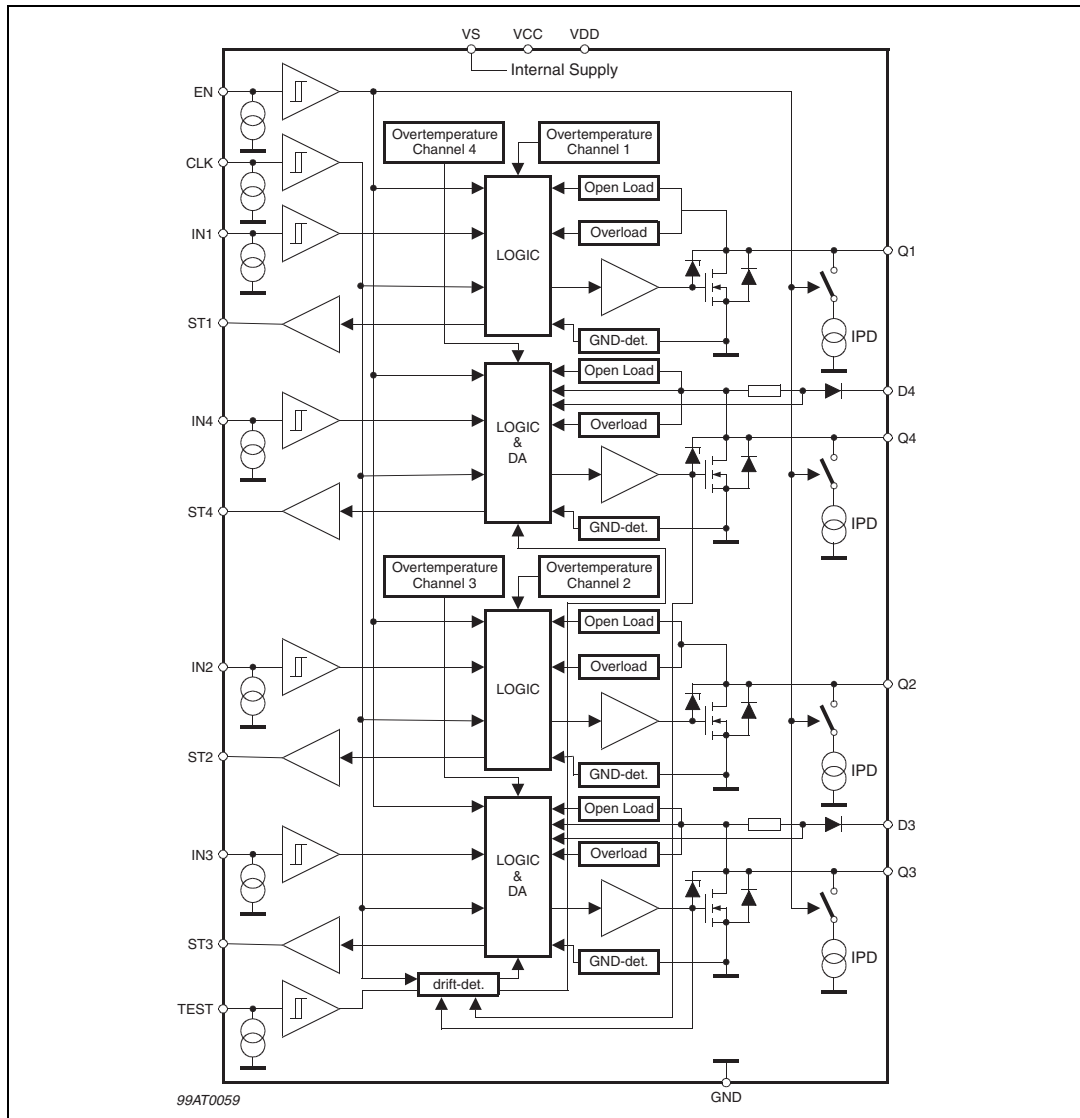 VS VCC VDD
Internal Supply
EN
Overtemperature
Channel 4
Overtemperature
Channel 1
CLK
Open Load
IN1
Overload
LOGIC
Q1
ST1
GND-det.
IPD
Open Load
D4
IN4
Overload
LOGIC
&
DA
Q4
ST4
GND-det.
IPD
Overtemperature
Channel 3
Overtemperature
Channel 2
Open Load
IN2
Overload
LOGIC
Q2
ST2
GND-det.
IPD
Open Load
D3
IN3
Overload
LOGIC
&
DA
Q3
ST3
GND-det.
IPD
drift-det.
TEST
GND
99AT0059